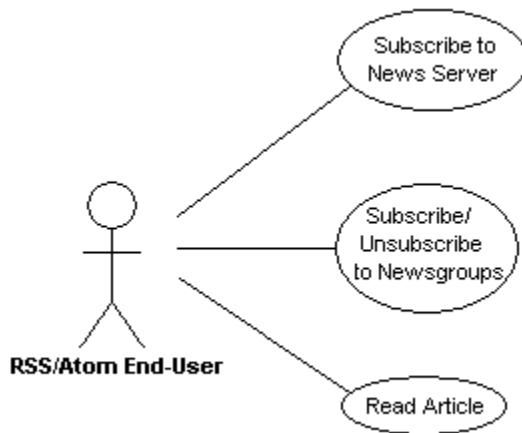 Subscribe to
News Server
Subscribe/
Unsubscribe
to Newsgroups
RSS/Atom End-User
Read Article